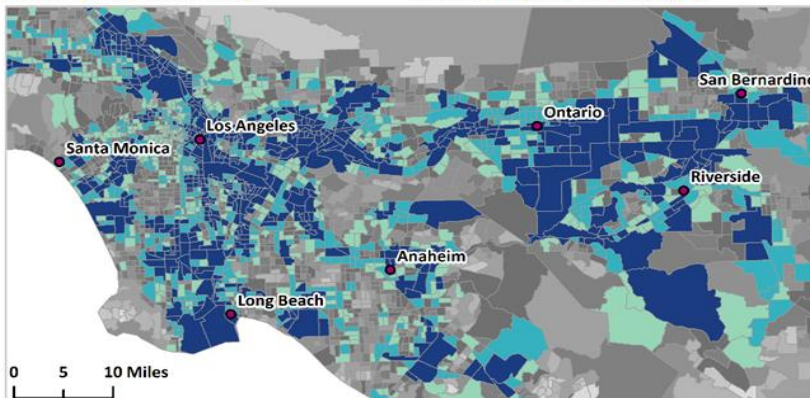 San Bernardino
Ontario
Los Angeles
Santa Monica
Riverside
Anaheim
Long Beach
0 5 10 Miles